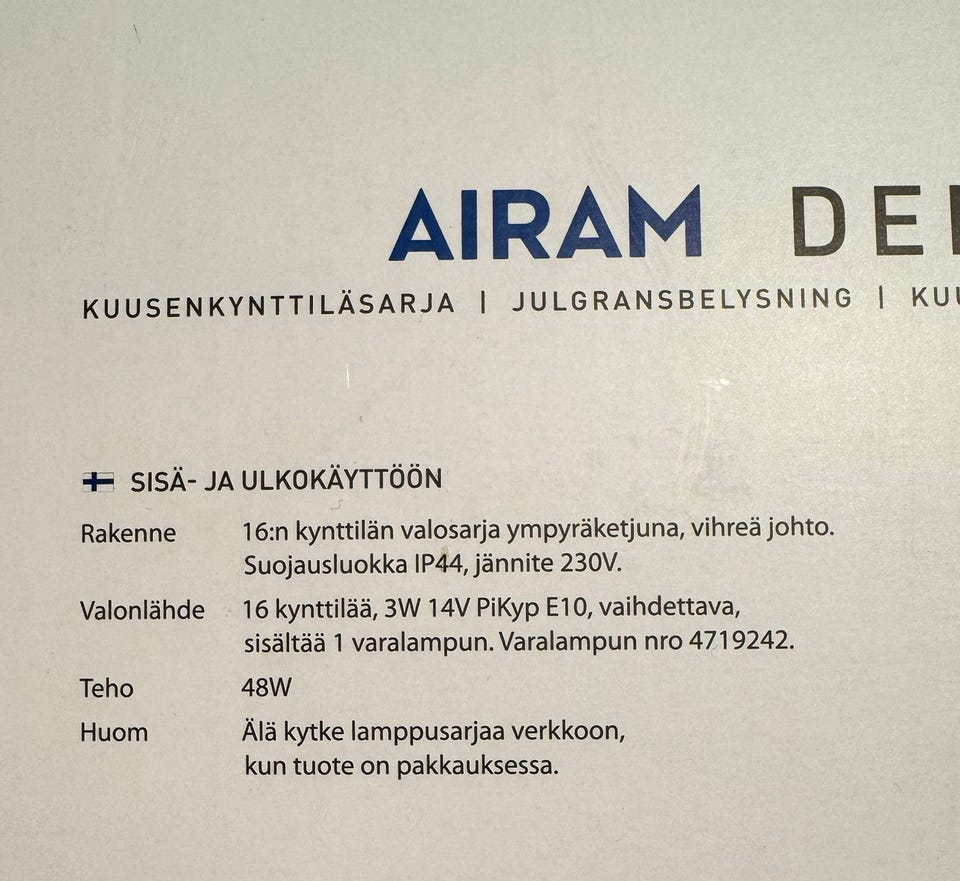 AIRAM
KUUSENKYNTTILÄSARJA | JULGRANSBELYSNING |
SISÄ- JA ULKOKÄYTTÖÖN
Rakenne 16:n kynttilän valosarja ympyräketjuna, vihreä johto.
Suojausluokka IP44, jännite 230V.
Valonlähde 16 kynttilää, 3W 14V PiKyp E10, vaihdettava,
sisältää 1 varalampun. Varalampun nro 4719242.
Teho 48W
Huom Älä kytke lamppusarjaa verkkoon,
kun tuote on pakkauksessa.